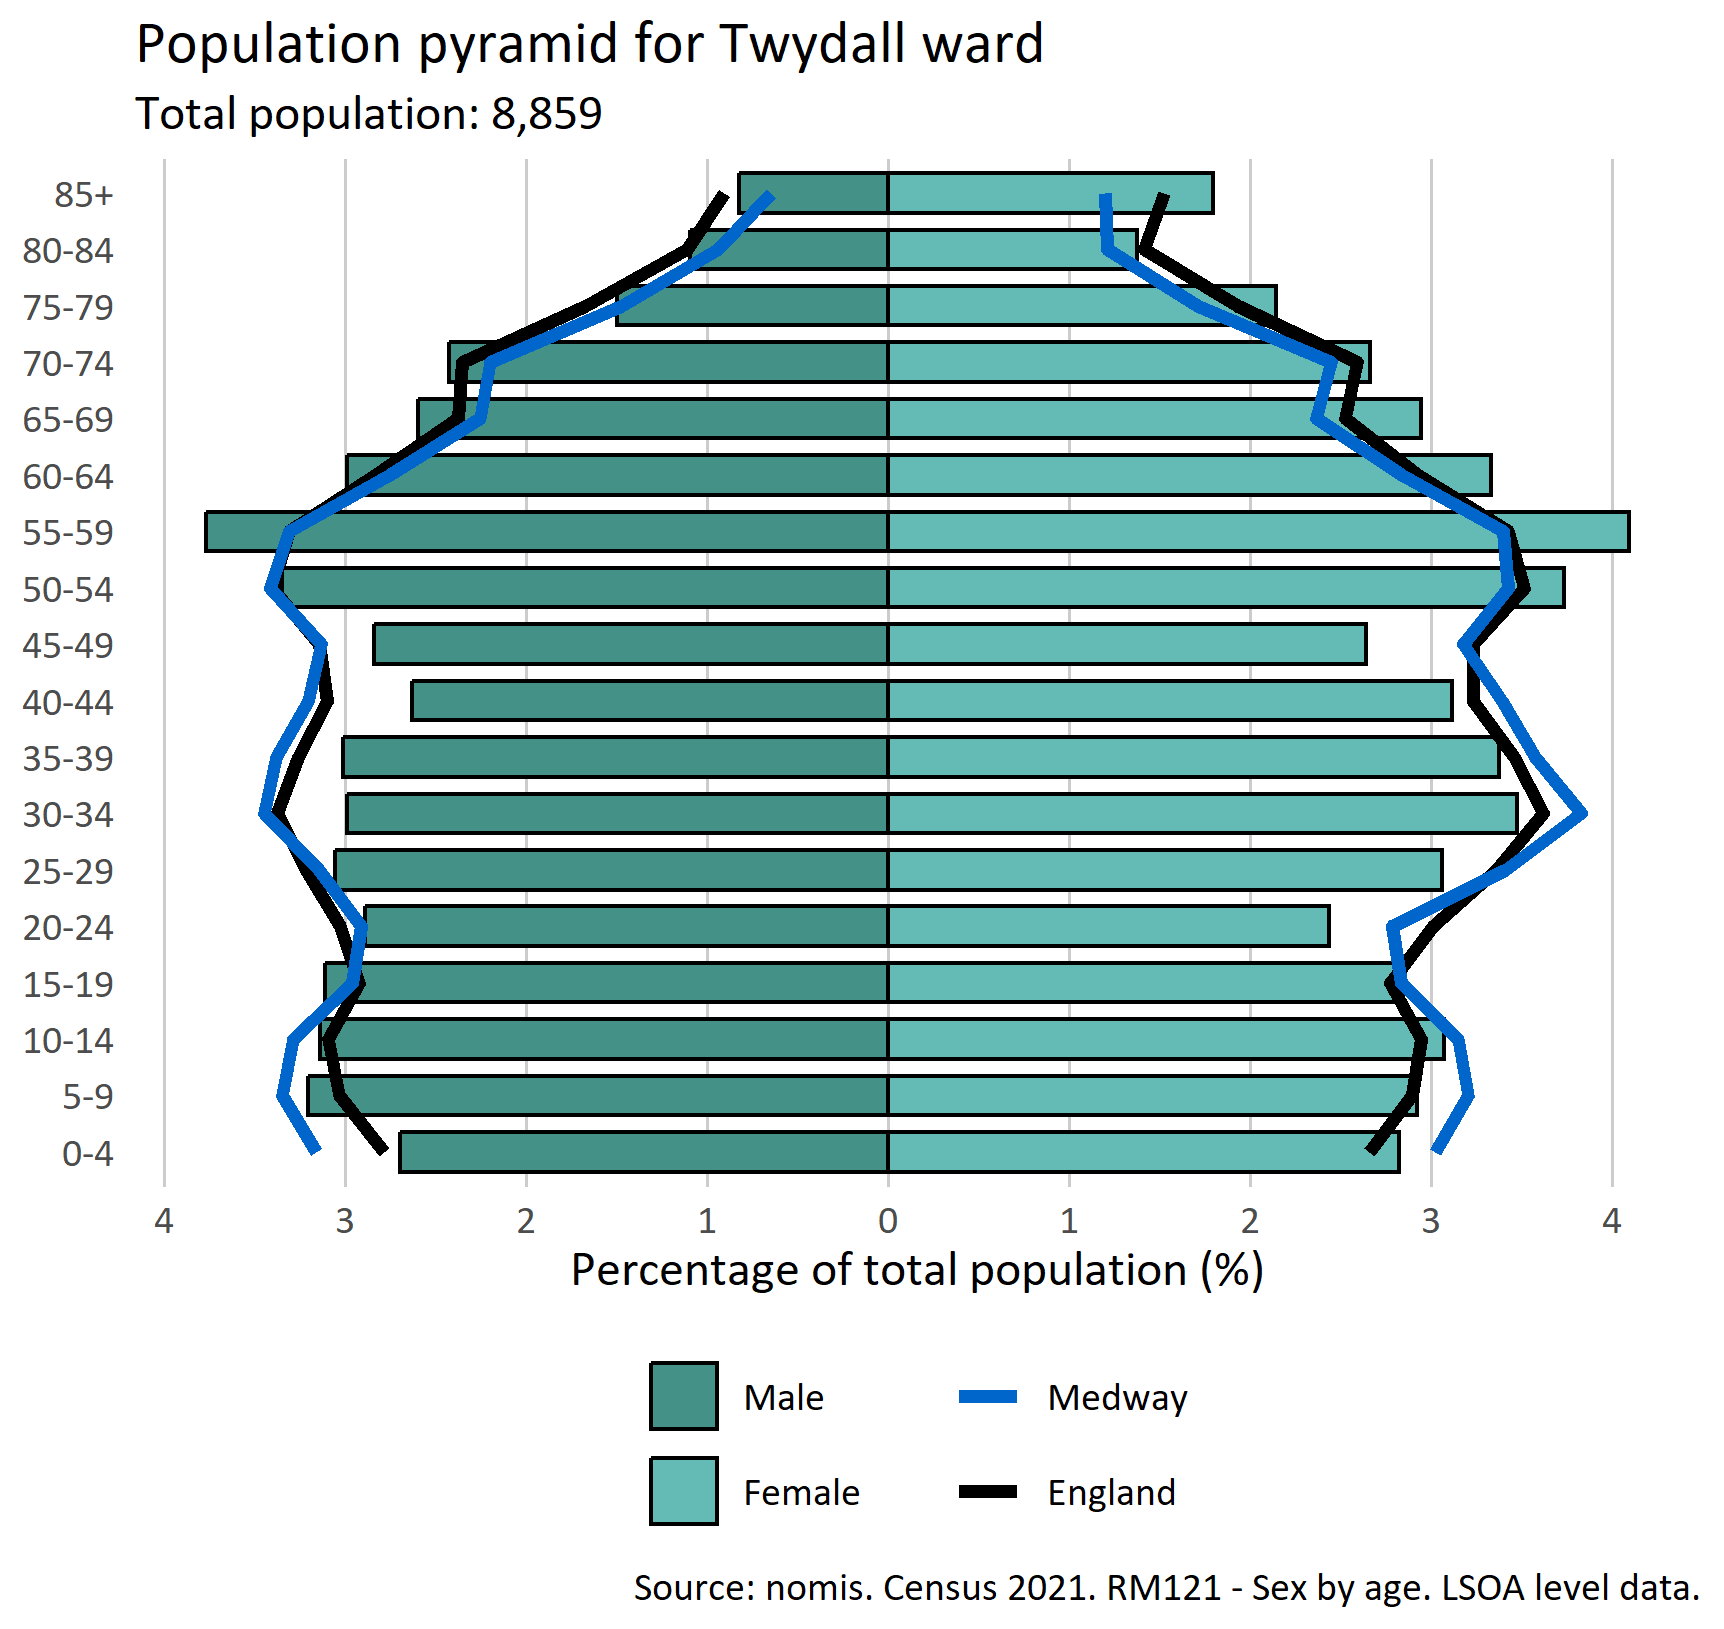 Population pyramid for Twydall ward
Total population: 8,859
85+
80-84
75-79
70-74
65-69
60-64
55-59
50-54
45-49
40-44
35-39
30-34
25-29
20-24
15-19
10-14
5-9
0-4
4 3 2 1 0 1 2 3 4
Percentage of total population (%)
Male Medway
Female England
Source: nomis. Census 2021. RM121 - Sex by age. LSOA level data.